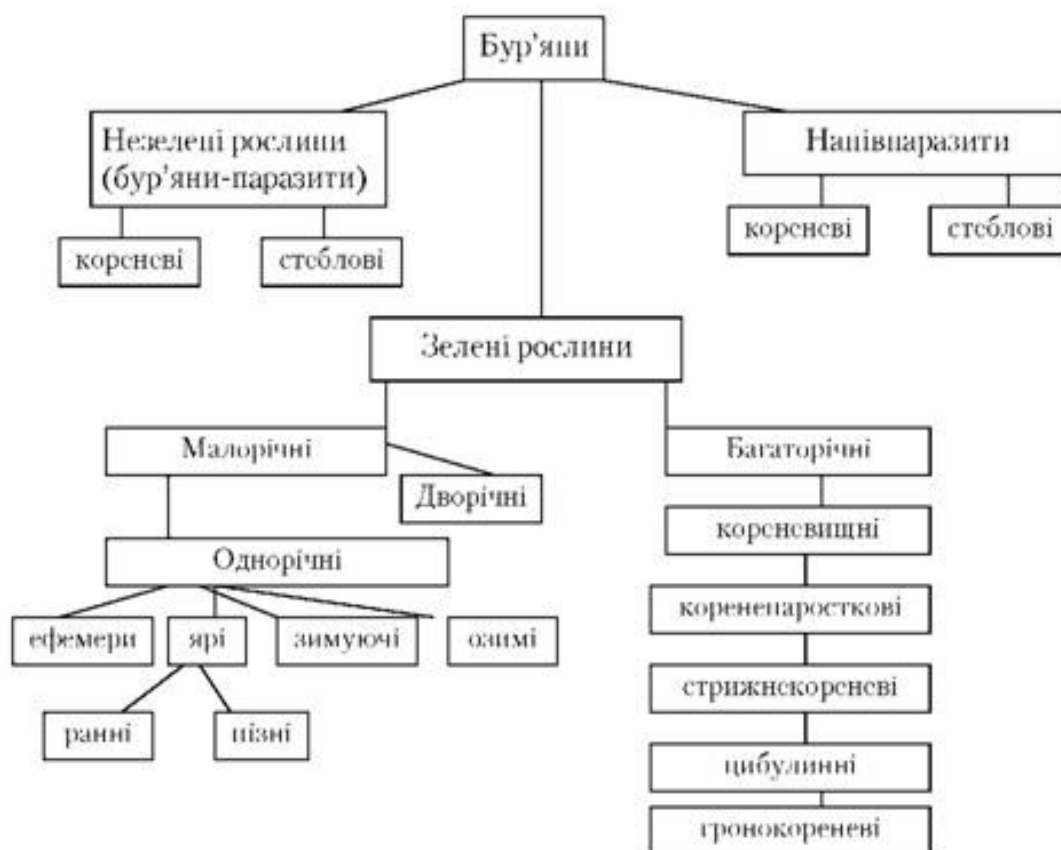 Бур’яни
Незелені рослини
(бур’яни-паразити)
Напівпаразити
кореневі
стеблові
кореневі
стеблові
Зелені рослини
Малорічні
Багаторічні
Дворічні
кореневищні
Однорічні
коренепаросткові
ефемери
ярі
зимуючі
озимі
стрижнекореневі
ранні
пізні
цибулинні
гронокореневі